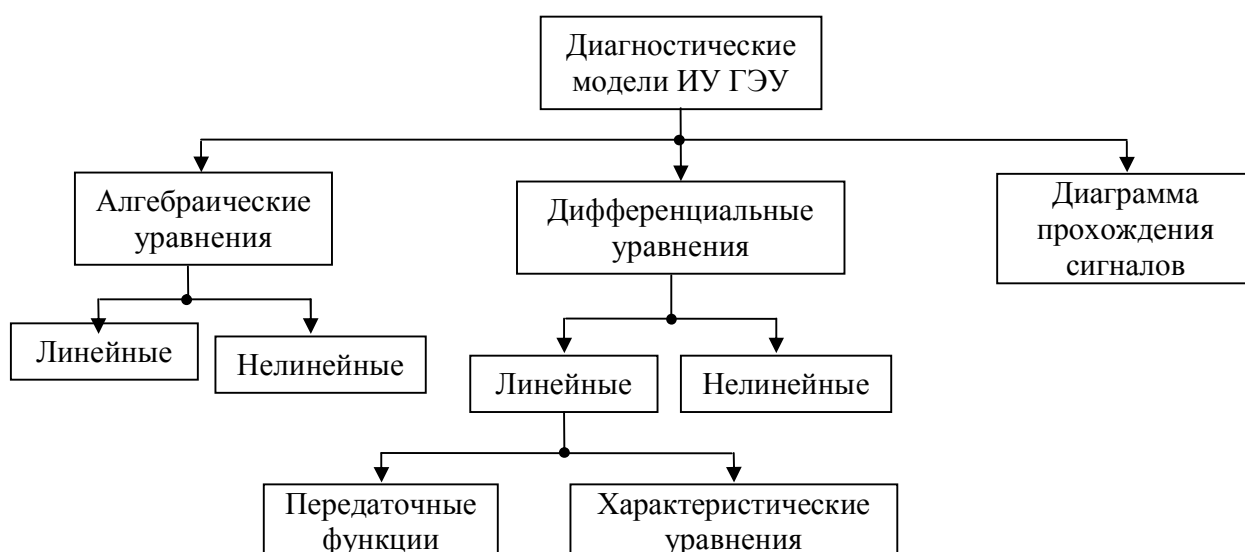 Диагностические
модели ИУ ГЭУ
Алгебраические
уравнения
Дифференциальные
уравнения
Диаграмма
прохождения
сигналов
Линейные
Нелинейные
Линейные
Нелинейные
Передаточные
функции
Характеристические
уравнения